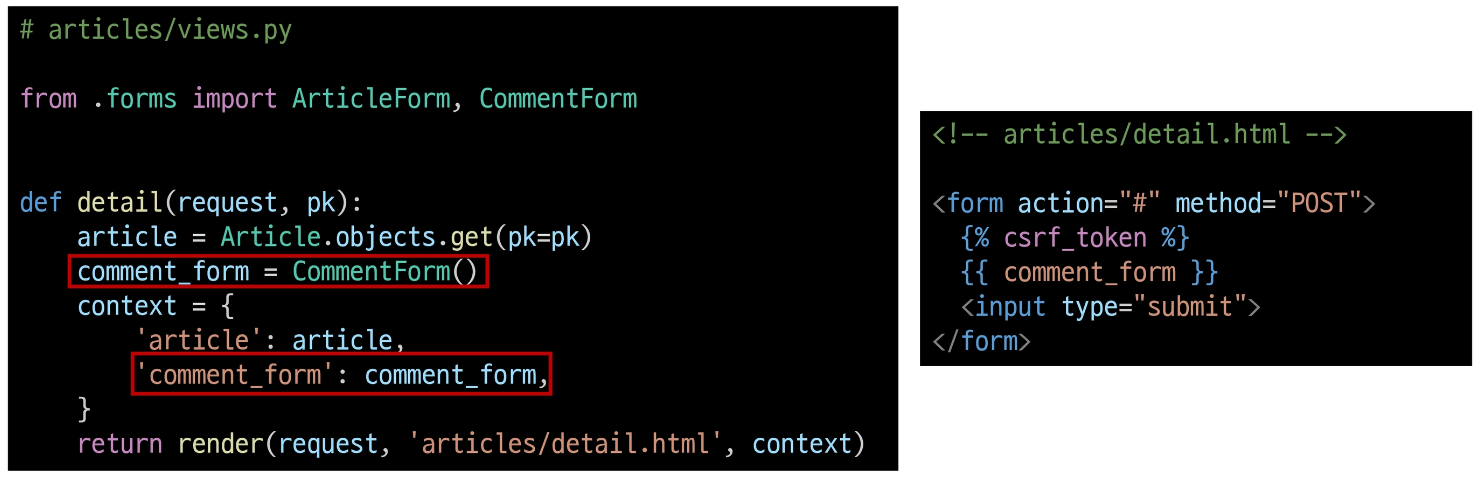 # articles/views.py
from .forms import ArticleForm, CommentForm
def detail(request, pk):
    article = Article.objects.get(pk=pk)
    comment_form = CommentForm()
    context = {
        'article': article,
        'comment_form': comment_form,
    }
    return render(request, 'articles/detail.html', context)
<!-- articles/detail.html -->
<form action="#" method="POST">
  {% csrf_token %}
  {{ comment_form }}
  <input type="submit">
</form>